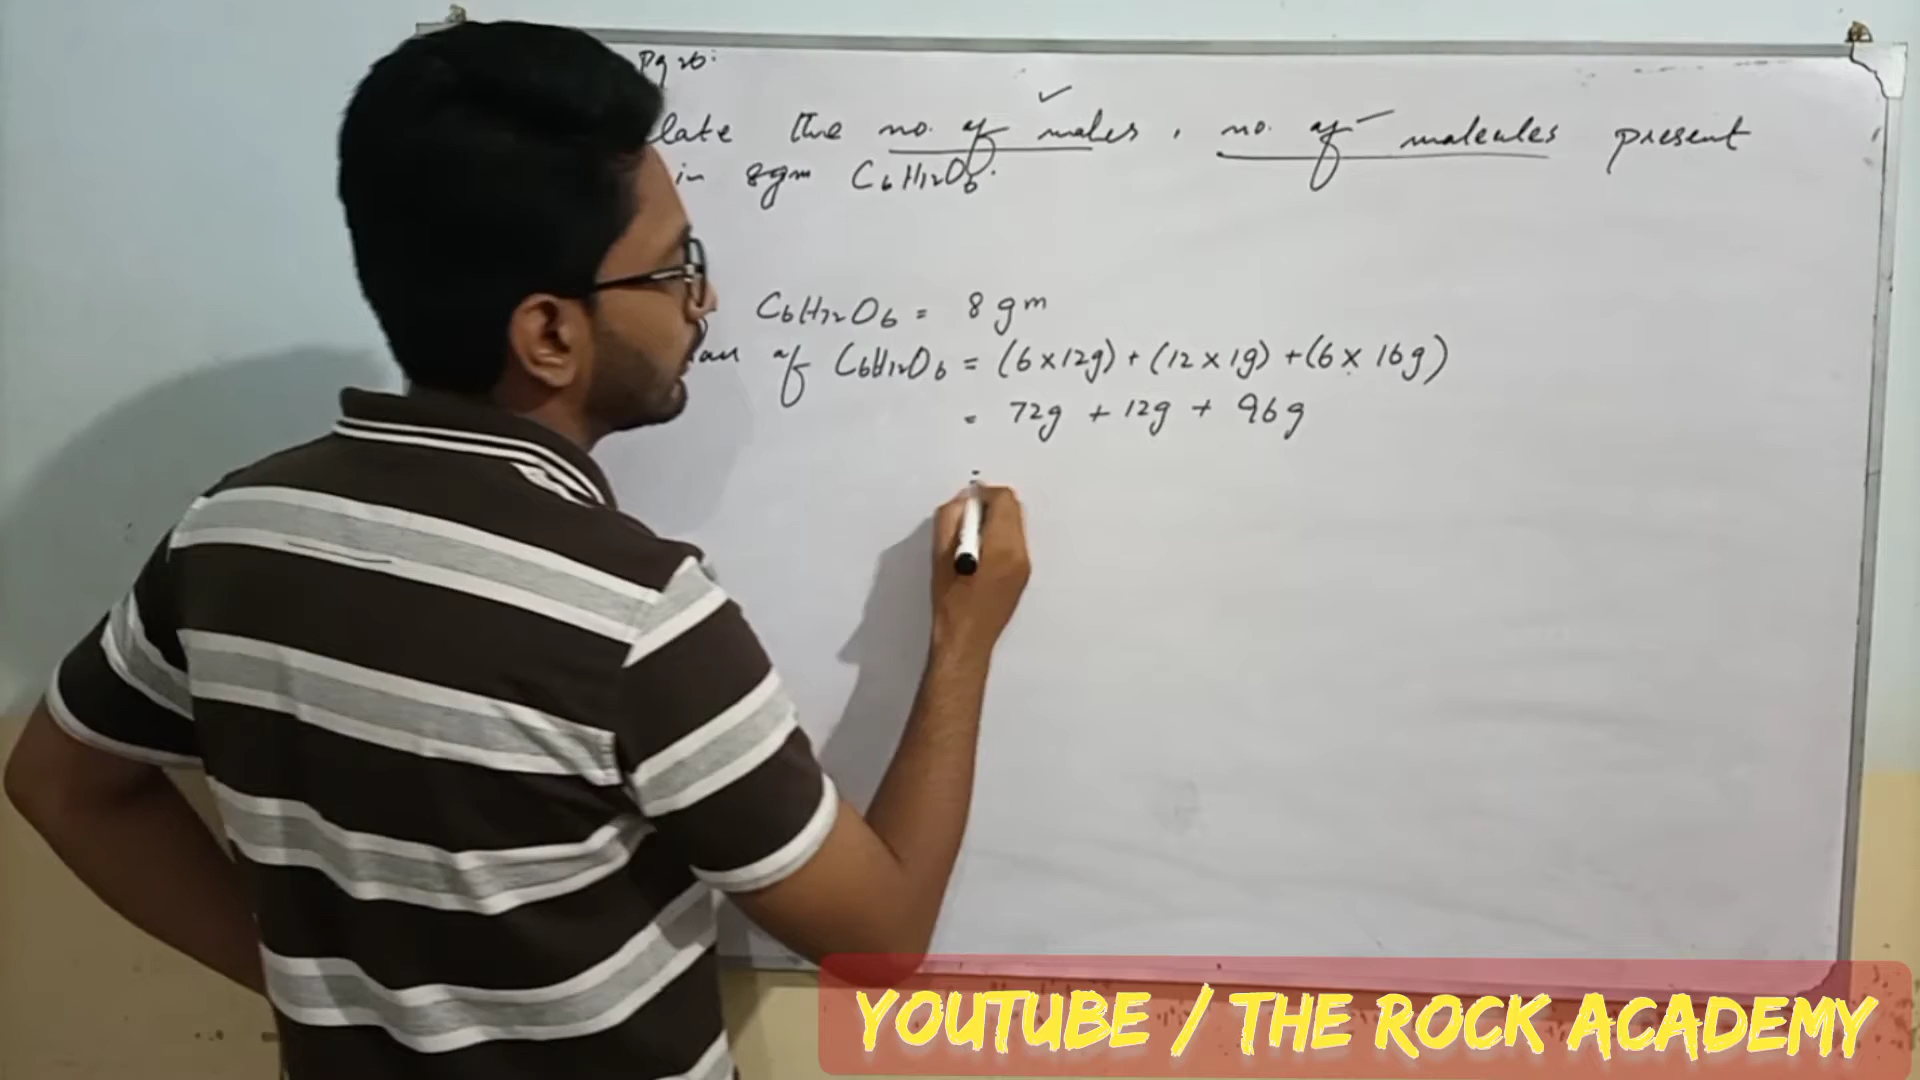 Pg 26:
late the no. of moles, no. of molecules present
in 8gm C6H12O6.
C6H12O6 = 8 gm
of C6H12O6 = (6 x 12g) + (12 x 1g) + (6 x 16g)
= 72g + 12g + 96g
YOUTUBE / THE ROCK ACADEMY